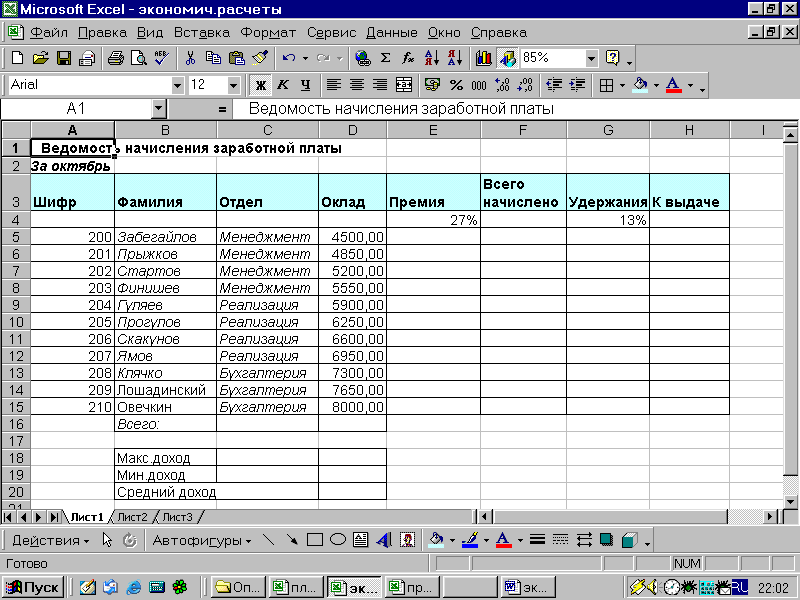 Microsoft Excel - экономич.расчеты
Файл Правка Вид Вставка Формат Сервис Данные Окно Справка
85%
Arial 12 Ж К Ч
A1 = Ведомость начисления заработной платы
A B C D E F G H I
1 Ведомость начисления заработной платы
2 За октябрь
3 Шифр Фамилия Отдел Оклад Премия Всего начислено Удержания К выдаче
4 27% 13%
5 200 Забегайлов Менеджмент 4500,00
6 201 Прыжков Менеджмент 4850,00
7 202 Стартов Менеджмент 5200,00
8 203 Финишев Менеджмент 5550,00
9 204 Гуляев Реализация 5900,00
10 205 Прогулов Реализация 6250,00
11 206 Скакунов Реализация 6600,00
12 207 Ямов Реализация 6950,00
13 208 Клячко Бухгалтерия 7300,00
14 209 Лошадинский Бухгалтерия 7650,00
15 210 Овечкин Бухгалтерия 8000,00
16 Всего:
17
18 Макс.доход
19 Мин.доход
20 Средний доход
Лист1 Лист2 Лист3
Действия Автофигуры
Готово NUM
Пуск Оп... пл... эк... пр... эк... RU 22:02